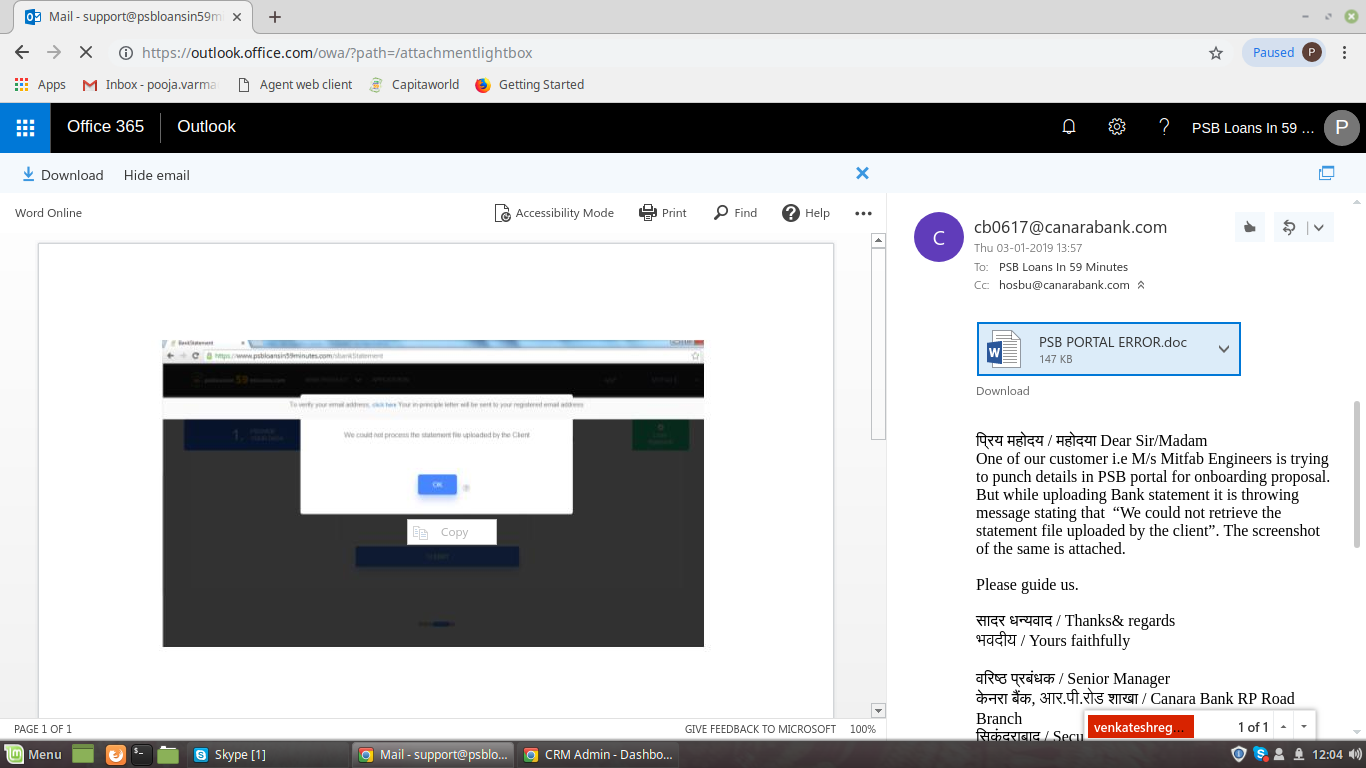 Mail - support@psbloansin59m
https://outlook.office.com/owa/?path=/attachmentlightbox
Paused P
Apps Inbox - pooja.varma Agent web client Capitaworld Getting Started
Office 365 Outlook
PSB Loans In 59 ... P
Download Hide email
Word Online
Accessibility Mode Print Find Help
BankStatement
https://www.psbloansin59minutes.com/sbankStatement
To verify your email address, click here Your in-principle letter will be sent to your registered email address
1.
We could not process the statement file uploaded by the Client
OK
Copy
PAGE 1 OF 1
GIVE FEEDBACK TO MICROSOFT 100%
C
cb0617@canarabank.com
Thu 03-01-2019 13:57
To: PSB Loans In 59 Minutes
Cc: hosbu@canarabank.com
PSB PORTAL ERROR.doc
147 KB
Download
प्रिय महोदय / महोदया Dear Sir/Madam
One of our customer i.e M/s Mitfab Engineers is trying
to punch details in PSB portal for onboarding proposal.
But while uploading Bank statement it is throwing
message stating that “We could not retrieve the
statement file uploaded by the client”. The screenshot
of the same is attached.
Please guide us.
सादर धन्यवाद / Thanks& regards
भवदीय / Yours faithfully
वरिष्ठ प्रबंधक / Senior Manager
केनरा बैंक, आर.पी.रोड शाखा / Canara Bank RP Road
Branch
सिकंदराबाद / Secu
venkateshreg... 1 of 1
Menu
Skype [1]
Mail - support@psblo...
CRM Admin - Dashbo...
12:04